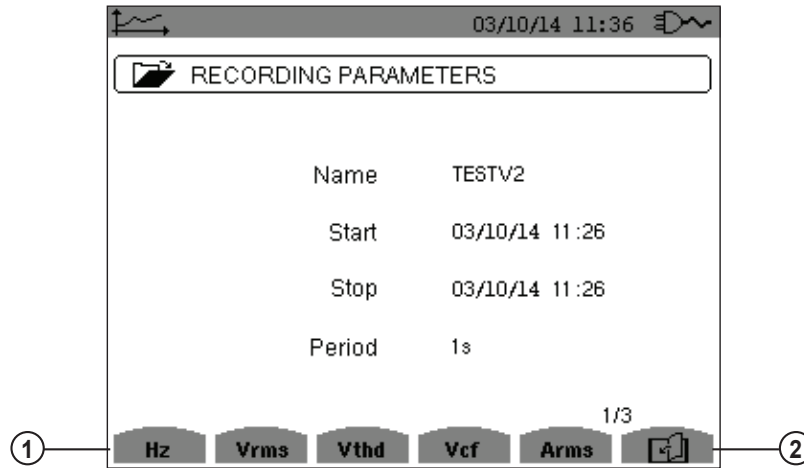 03/10/14 11:36
RECORDING PARAMETERS
Name TESTV2
Start 03/10/14 11:26
Stop 03/10/14 11:26
Period 1s
1/3
1 Hz Vrms Vthd Vcf Arms 2